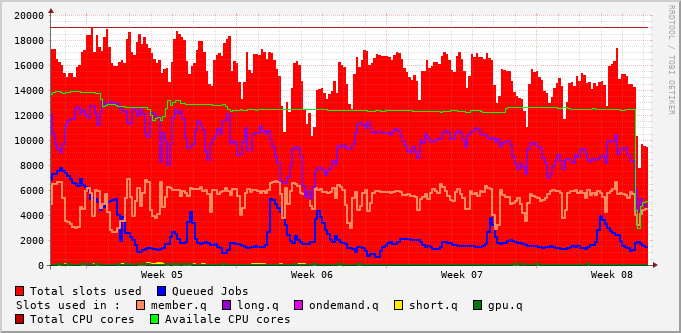 20000
18000
16000
14000
12000
10000
8000
6000
4000
2000
0
Week 05 Week 06 Week 07 Week 08
RRDTOOL / TOBI OETIKER
Total slots used Queued Jobs
Slots used in : member.q long.q ondemand.q short.q gpu.q
Total CPU cores Availale CPU cores